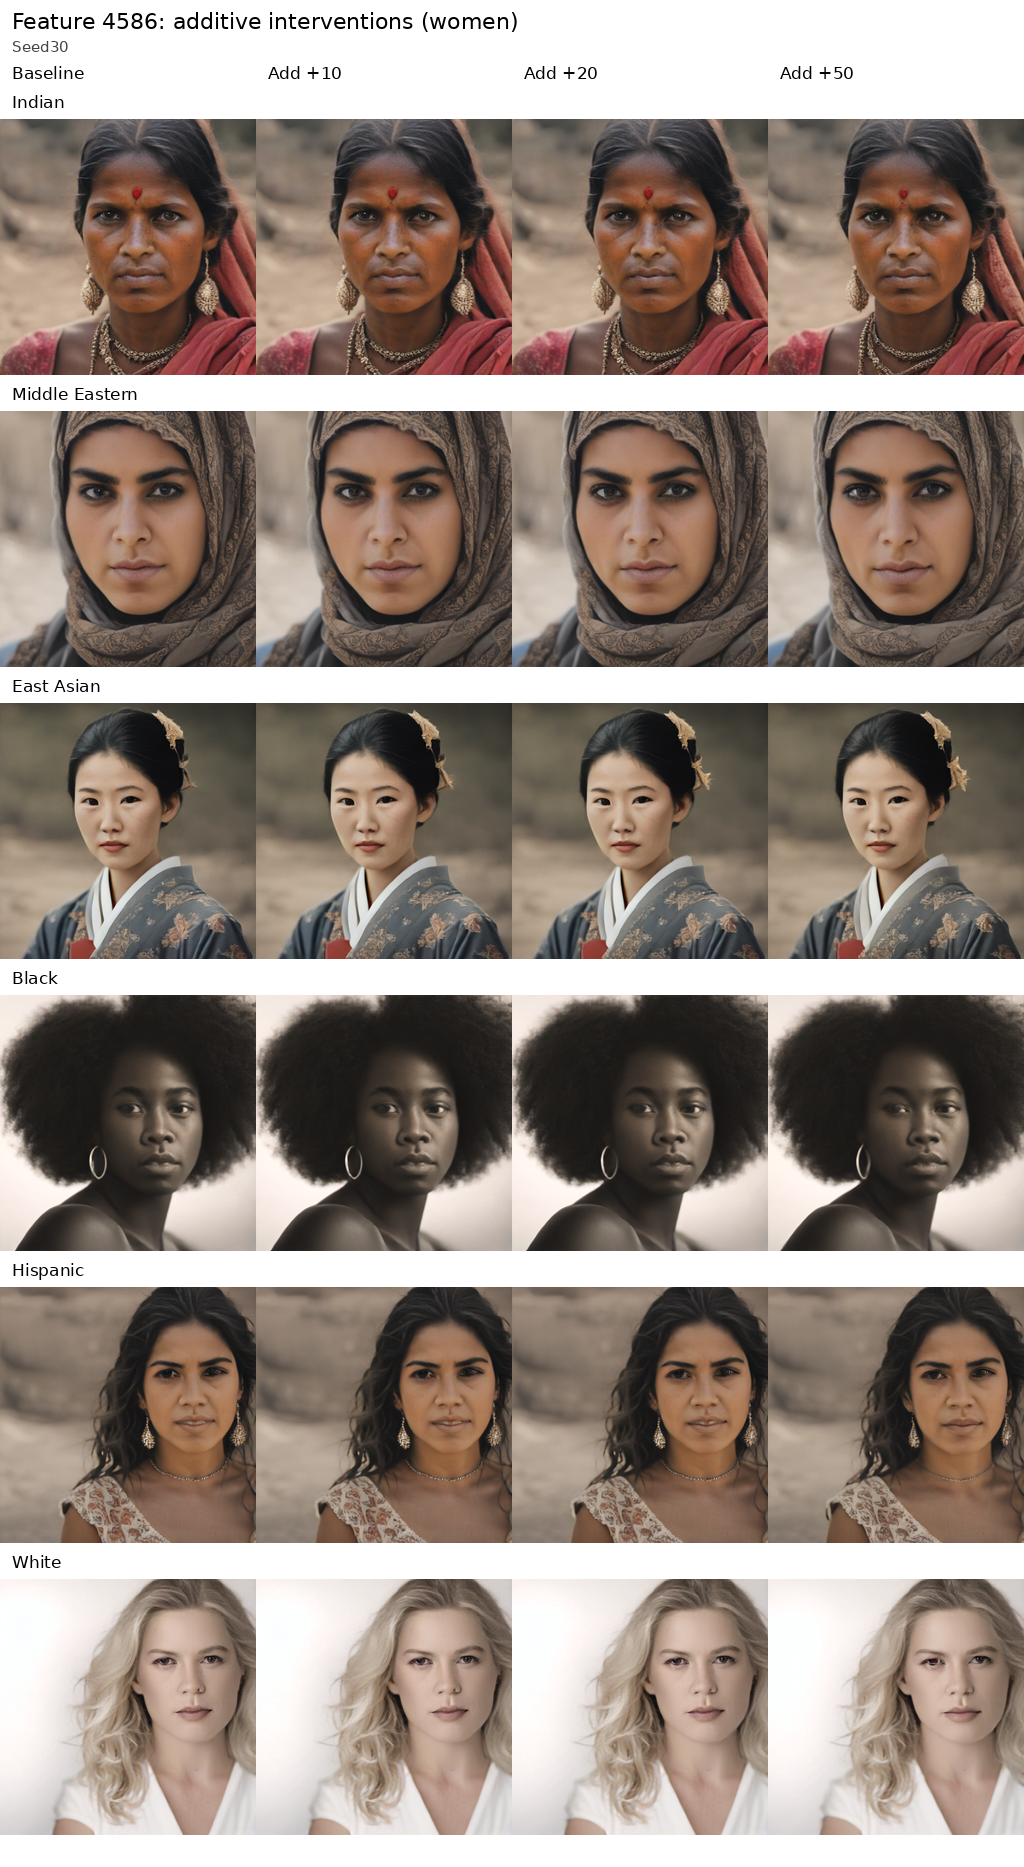 Feature 4586: additive interventions (women)
Seed30
Baseline Add +10 Add +20 Add +50
Indian
Middle Eastern
East Asian
Black
Hispanic
White